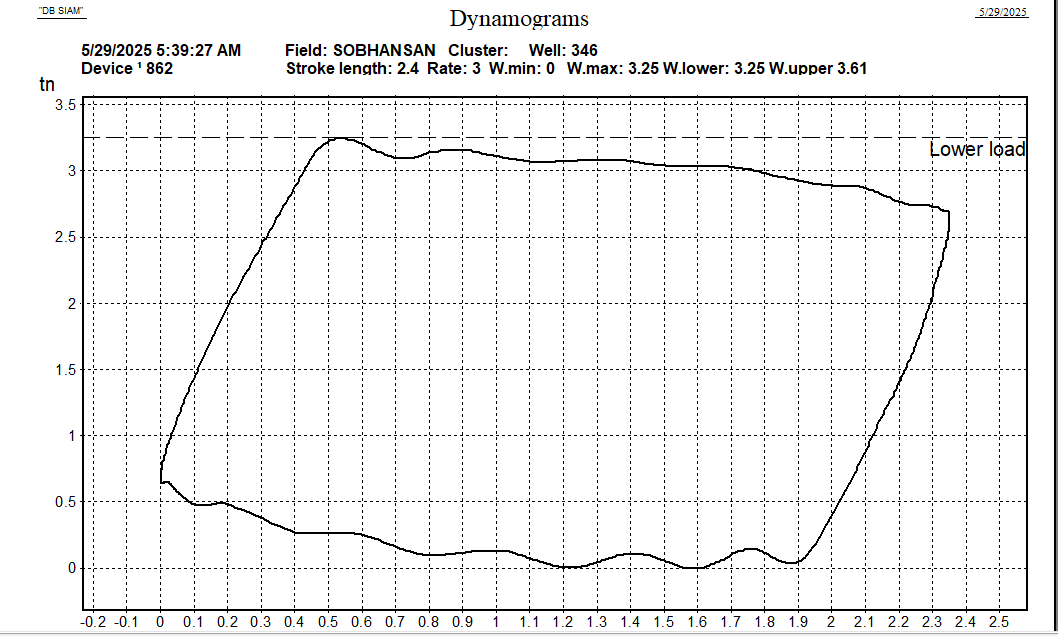 "DB SIAM"
Dynamograms
5/29/2025
5/29/2025 5:39:27 AM Field: SOBHANSAN Cluster: Well: 346
Device ¹ 862 Stroke length: 2.4 Rate: 3 W.min: 0 W.max: 3.25 W.lower: 3.25 W.upper 3.61
tn
3.5
Lower load
3
2.5
2
1.5
1
0.5
0
-0.2 -0.1 0 0.1 0.2 0.3 0.4 0.5 0.6 0.7 0.8 0.9 1 1.1 1.2 1.3 1.4 1.5 1.6 1.7 1.8 1.9 2 2.1 2.2 2.3 2.4 2.5